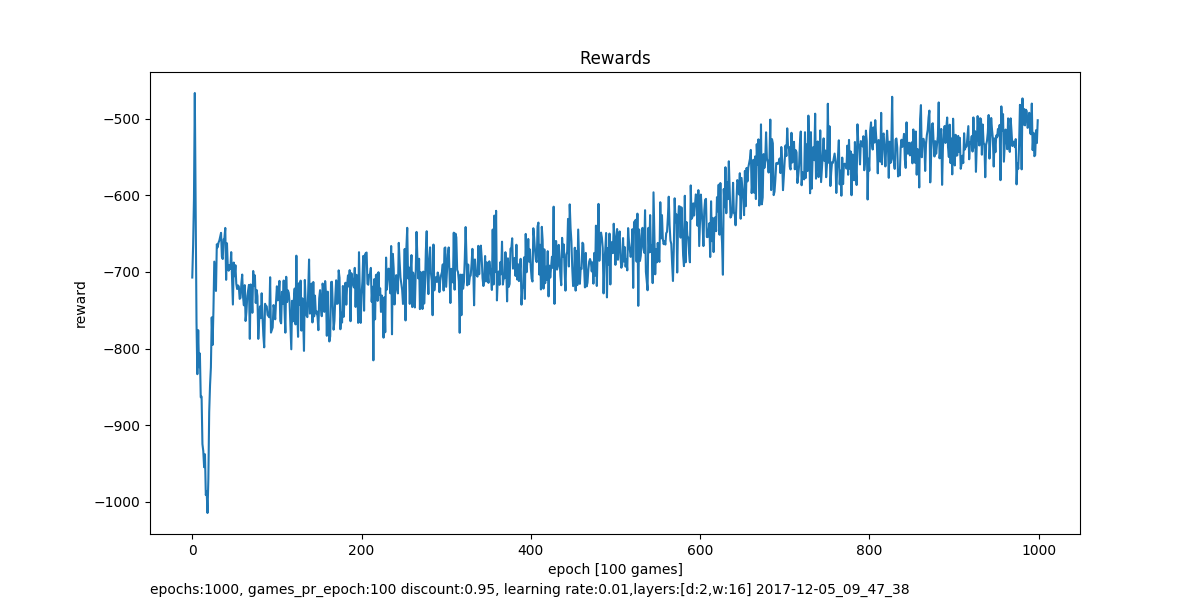 Rewards
reward
−500
−600
−700
−800
−900
−1000
0 200 400 600 800 1000
epoch [100 games]
epochs:1000, games_pr_epoch:100 discount:0.95, learning rate:0.01,layers:[d:2,w:16] 2017-12-05_09_47_38